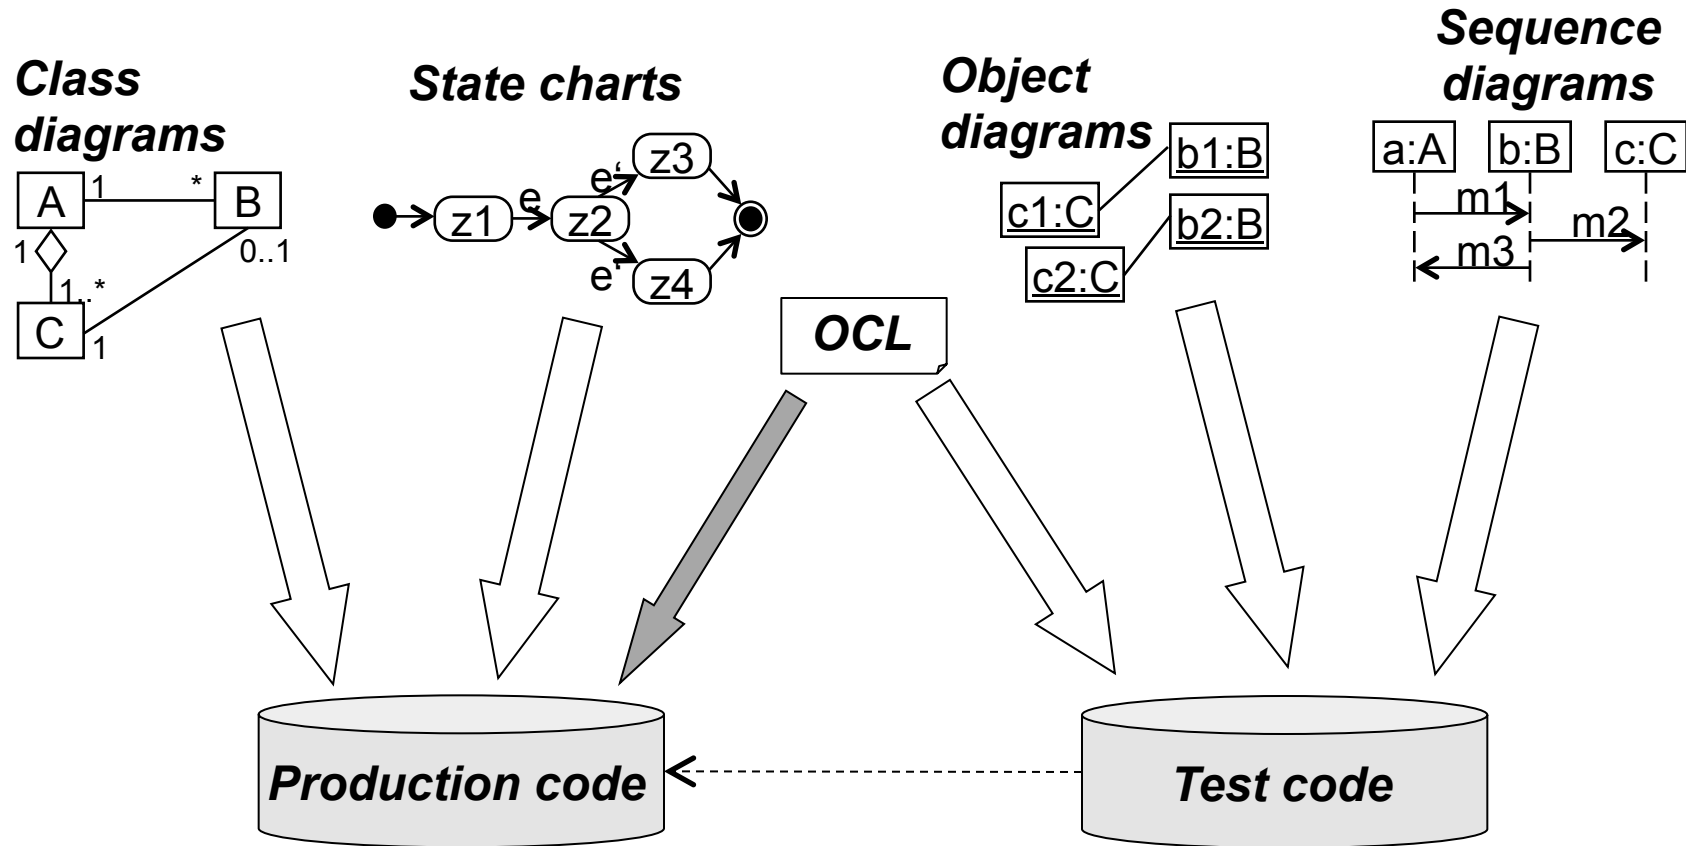 Class
diagrams
State charts
Object
diagrams
Sequence
diagrams
A
1
*
B
1
0..1
1..*
C
1
z1
e
z2
e‘
z3
e‘
z4
b1:B
c1:C
b2:B
c2:C
a:A
b:B
c:C
m1
m2
m3
OCL
Production code
Test code